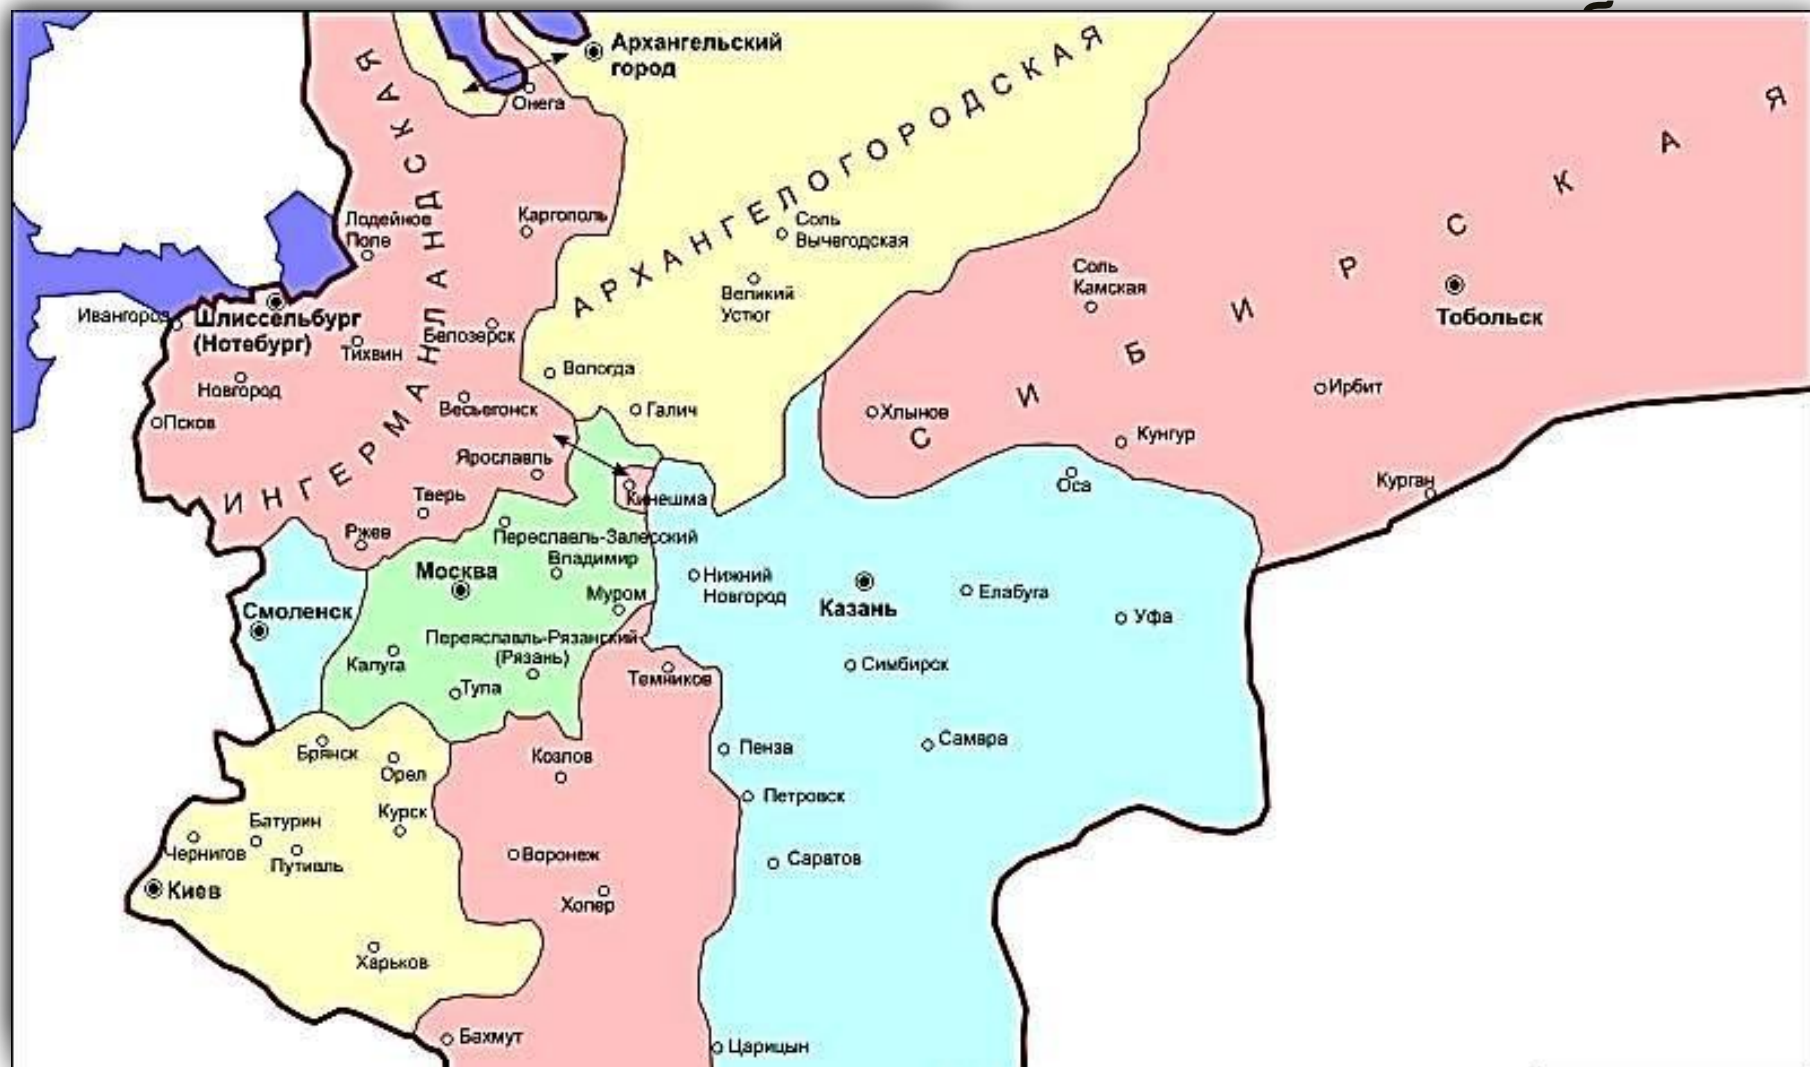 Архангельский
город
Онега
ИНГЕРМАНЛАНДСКАЯ
АРХАНГЕЛОГОРОДСКАЯ
СИБИРСКАЯ
Лодейное
Поле
Каргополь
Соль
Вычегодская
Великий
Устюг
Соль
Камская
Тобольск
Ивангород
Шлиссельбург
(Нотебург)
Тихвин
Белозерск
Новгород
Псков
Весьегонск
Вологда
Галич
Хлынов
Ирбит
Кунгур
Курган
Оса
Ярославль
Тверь
Ржев
Кинешма
Переславль-Залесский
Владимир
Москва
Муром
Нижний
Новгород
Казань
Елабуга
Уфа
Смоленск
Калуга
Переяславль-Рязанский
(Рязань)
Тула
Темников
Симбирск
Брянск
Орел
Козлов
Пенза
Самара
Петровск
Курск
Батурин
Чернигов
Путивль
Воронеж
Саратов
Киев
Хопер
Харьков
Бахмут
Царицын